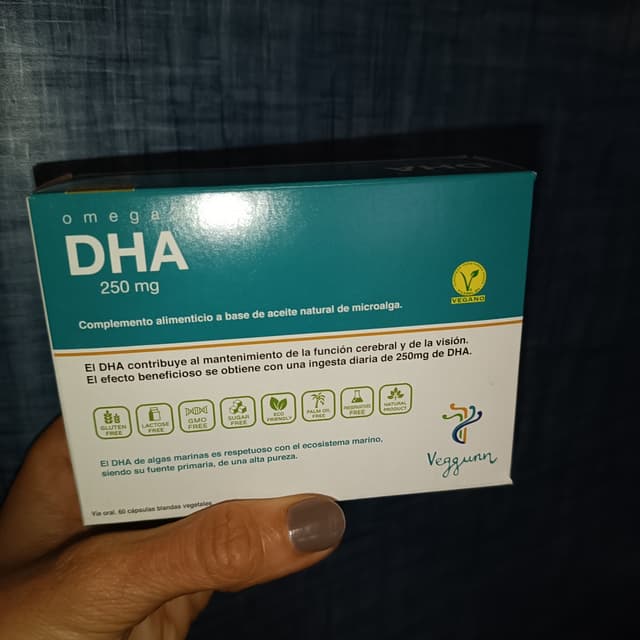 omega
DHA
250 mg
VEGANO
Complemento alimenticio a base de aceite natural de microalga.
El DHA contribuye al mantenimiento de la función cerebral y de la visión.
El efecto beneficioso se obtiene con una ingesta diaria de 250mg de DHA.
GLUTEN FREE
LACTOSE FREE
GMO FREE
SUGAR FREE
ECO FRIENDLY
PALM OIL FREE
PRESERVATIVES FREE
NATURAL PRODUCT
El DHA de algas marinas es respetuoso con el ecosistema marino,
siendo su fuente primaria, de una alta pureza.
Veggunn
Vía oral. 60 cápsulas blandas vegetales